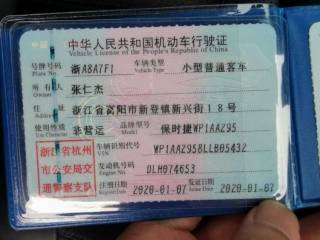 中华人民共和国机动车行驶证
Vehicle License of the People's Republic of China
号牌号码 浙A8A7F1 车辆类型 小型普通客车
Plate No. Vehicle Type
所有人 张仁杰
Owner
住址 浙江省富阳市新登镇新兴街18号
Address
使用性质 非营运 品牌型号 保时捷WP1AA295
Use Character Model
浙江省杭州 车辆识别代号 WP1AA2958LLB05432
VIN
市公安局交 发动机号码 DLH074653
Engine No.
通警察支队 注册日期 2020-01-07 发证日期 2020-01-07
Register Date Issue Date